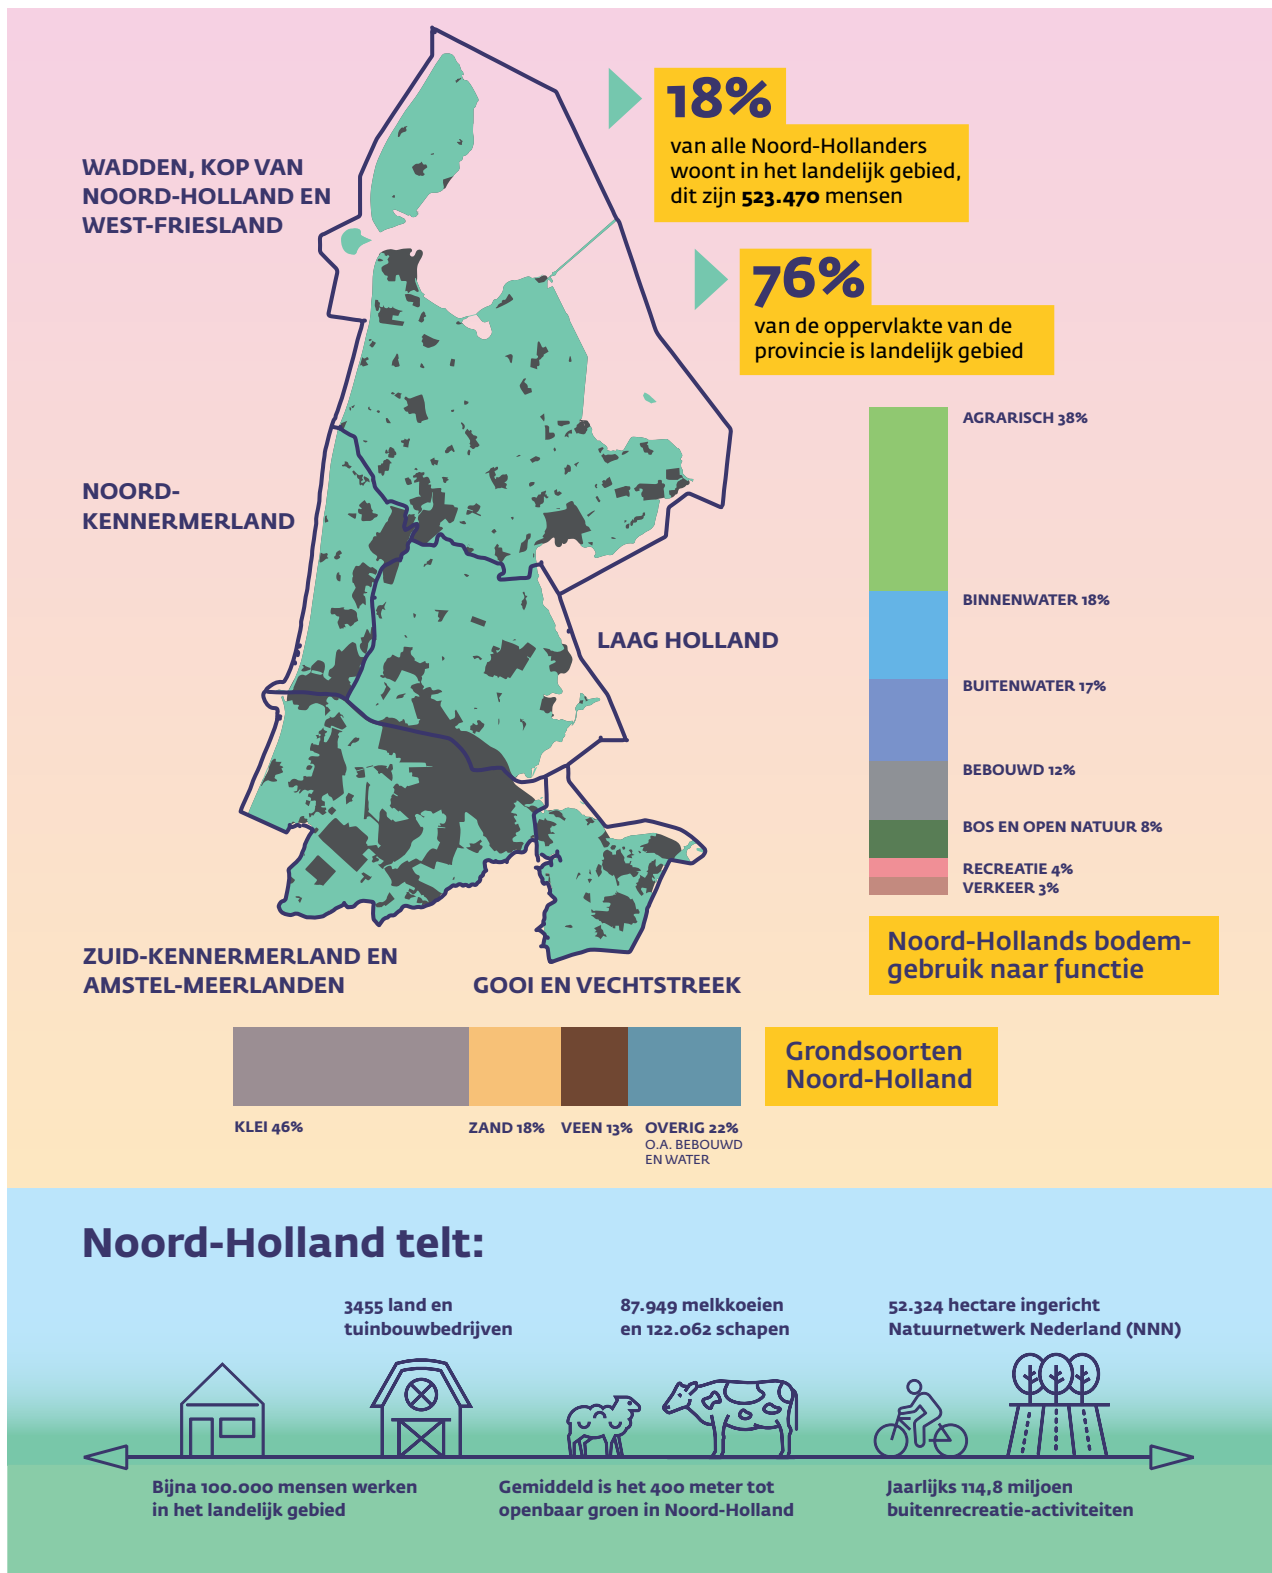 18%
van alle Noord-Hollanders
woont in het landelijk gebied,
dit zijn 523.470 mensen
WADDEN, KOP VAN
NOORD-HOLLAND EN
WEST-FRIESLAND
76%
van de oppervlakte van de
provincie is landelijk gebied
AGRARISCH 38%
NOORD-
KENNERMERLAND
BINNENWATER 18%
LAAG HOLLAND
BUITENWATER 17%
BEBOUWD 12%
BOS EN OPEN NATUUR 8%
RECREATIE 4%
VERKEER 3%
Noord-Hollands bodem-
gebruik naar functie
ZUID-KENNERMERLAND EN
AMSTEL-MEERLANDEN
GOOI EN VECHTSTREEK
Grondsoorten
Noord-Holland
KLEI 46%
ZAND 18%
VEEN 13%
OVERIG 22%
O.A. BEBOUWD
EN WATER
Noord-Holland telt:
3455 land en
tuinbouwbedrijven
87.949 melkkoeien
en 122.062 schapen
52.324 hectare ingericht
Natuurnetwerk Nederland (NNN)
Bijna 100.000 mensen werken
in het landelijk gebied
Gemiddeld is het 400 meter tot
openbaar groen in Noord-Holland
Jaarlijks 114,8 miljoen
buitenrecreatie-activiteiten